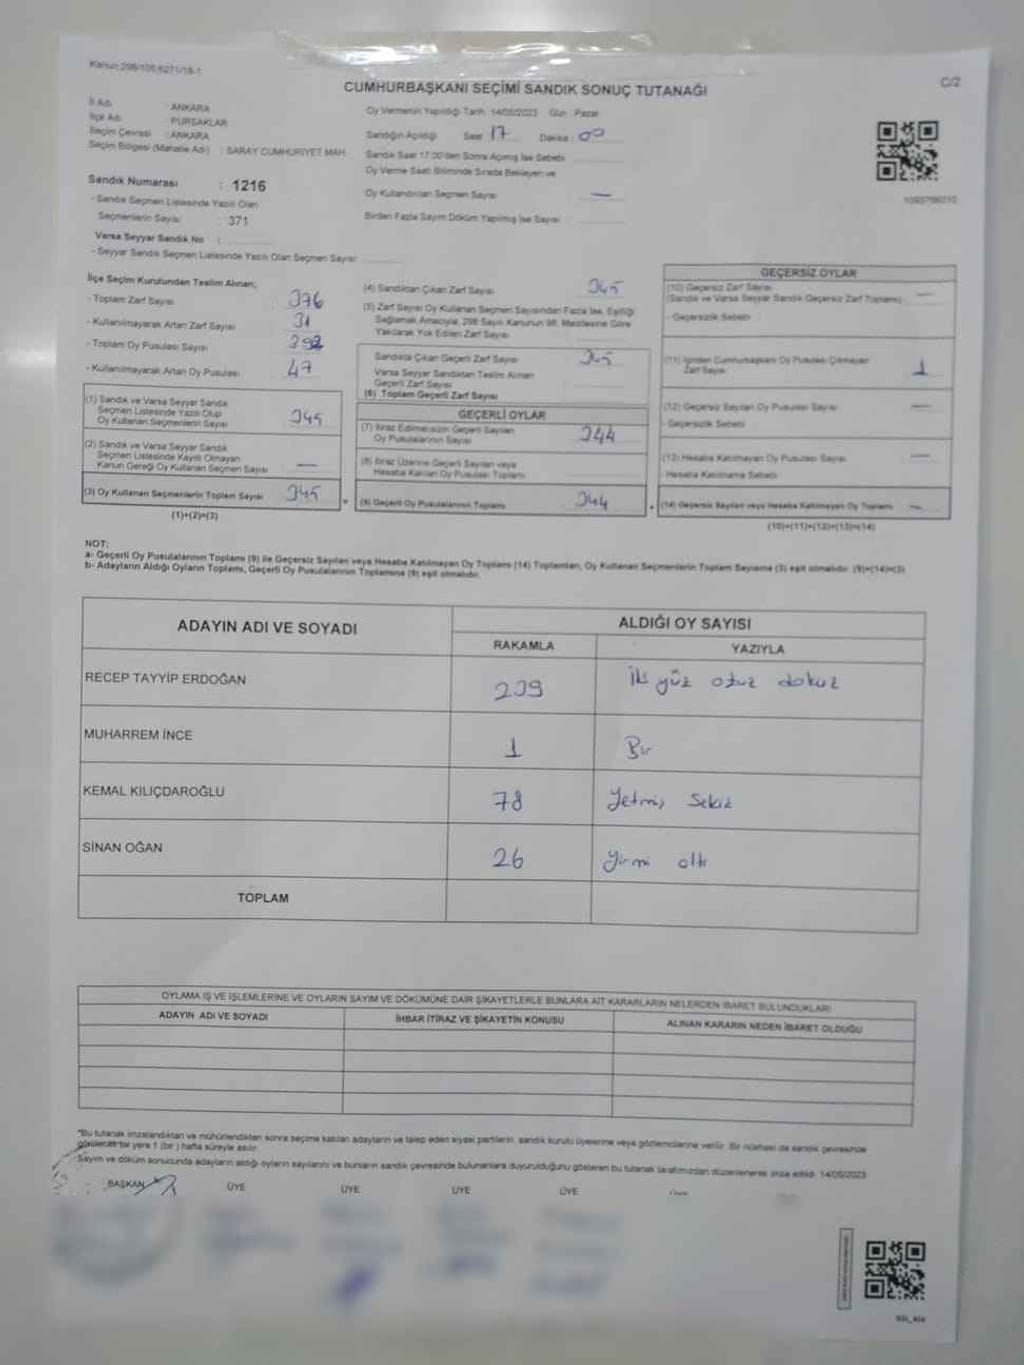 Kanun:298/105;6271/18-1
C/2
CUMHURBAŞKANI SEÇİMİ SANDIK SONUÇ TUTANAĞI
İl Adı ANKARA
İlçe Adı PURSAKLAR
Seçim Çevresi : ANKARA
Seçim Bölgesi (Mahalle Adı) : SARAY CUMHURİYET MAH.
Sandık Numarası : 1216
- Sandık Seçmen Listesinde Yazılı Olan
Seçmenlerin Sayısı : 371
Varsa Seyyar Sandık No :
- Seyyar Sandık Seçmen Listesinde Yazılı Olan Seçmen Sayısı
Oy Vermenin Yapıldığı Tarih: 14/05/2023 Gün : Pazar
Sandığın Açıldığı Saat 17 Dakika : 00
Sandık Saat 17:00'den Sonra Açılmış İse Sebebi
Oy Verme Saati Bitiminde Sırada Bekleyen ve
Oy Kullandırılan Seçmen Sayısı —
Birden Fazla Sayım Döküm Yapılmış İse Sayısı
İlçe Seçim Kurulundan Teslim Alınan;
- Toplam Zarf Sayısı 376
- Kullanılmayarak Artan Zarf Sayısı 31
- Toplam Oy Pusulası Sayısı
- Kullanılmayarak Artan Oy Pusulası 47
(1) Sandık ve Varsa Seyyar Sandık
Seçmen Listesinde Yazılı Olup
Oy Kullanan Seçmenlerin Sayısı 345
(2) Sandık ve Varsa Seyyar Sandık
Seçmen Listesinde Kayıtlı Olmayan
Kanun Gereği Oy Kullanan Seçmen Sayısı —
(3) Oy Kullanan Seçmenlerin Toplam Sayısı 345
(1)+(2)=(3)
(4) Sandıktan Çıkan Zarf Sayısı 345
(5) Zarf Sayısı Oy Kullanan Seçmen Sayısından Fazla İse, Eşitliği
Sağlamak Amacıyla, 298 Sayılı Kanunun 98. Maddesine Göre
Yakılarak Yok Edilen Zarf Sayısı
Sandıkta Çıkan Geçerli Zarf Sayısı 345
Varsa Seyyar Sandıktan Teslim Alınan
Geçerli Zarf Sayısı
(6) Toplam Geçerli Zarf Sayısı
GEÇERLİ OYLAR
(7) İtiraz Edilmeksizin Geçerli Sayılan
Oy Pusulalarının Sayısı 344
(8) İtiraz Üzerine Geçerli Sayılan veya
Hesaba Katılan Oy Pusulası Toplamı
(9) Geçerli Oy Pusulalarının Toplamı 344
GEÇERSİZ OYLAR
(10) Geçersiz Zarf Sayısı —
(Sandık ve Varsa Seyyar Sandık Geçersiz Zarf Toplamı)
- Geçersizlik Sebebi
(11) İçinden Cumhurbaşkanı Oy Pusulası Çıkmayan
Zarf Sayısı 1
(12) Geçersiz Sayılan Oy Pusulası Sayısı —
- Geçersizlik Sebebi
(13) Hesaba Katılmayan Oy Pusulası Sayısı —
- Hesaba Katılmama Sebebi
(14) Geçersiz Sayılan veya Hesaba Katılmayan Oy Toplamı —
(10)+(11)+(12)+(13)=(14)
NOT:
a- Geçerli Oy Pusulalarının Toplamı (9) ile Geçersiz Sayılan veya Hesaba Katılmayan Oy Toplamı (14) Toplamları, Oy Kullanan Seçmenlerin Toplam Sayısına (3) eşit olmalıdır. (9)+(14)=(3)
b- Adayların Aldığı Oyların Toplamı, Geçerli Oy Pusulalarının Toplamına (9) eşit olmalıdır.
ADAYIN ADI VE SOYADI
ALDIĞI OY SAYISI
RAKAMLA YAZIYLA
RECEP TAYYİP ERDOĞAN 239 İki yüz otuz dokuz
MUHARREM İNCE 1 Bir
KEMAL KILIÇDAROĞLU 78 Yetmiş Sekiz
SİNAN OĞAN 26 Yirmi altı
TOPLAM
OYLAMA İŞ VE İŞLEMLERİNE VE OYLARIN SAYIM VE DÖKÜMÜNE DAİR ŞİKAYETLERLE BUNLARA AİT KARARLARIN NELERDEN İBARET BULUNDUKLARI
ADAYIN ADI VE SOYADI İHBAR İTİRAZ VE ŞİKAYETİN KONUSU ALINAN KARARIN NEDEN İBARET OLDUĞU
*Bu tutanak imzalandıktan ve mühürlendikten sonra seçime katılan adayların ve talep eden siyasi partilerin, sandık kurulu üyelerine veya gözlemcilerine verilir. Bir nüshası da sandık çevresinde
görülecek bir yere 1 (bir) hafta süreyle asılır.
Sayım ve döküm sonucunda adayların aldığı oyların sayılarını ve bunların sandık çevresinde bulunanlara duyurulduğunu gösteren bu tutanak tarafımızdan düzenlenerek imza edildi. 14/05/2023
BAŞKAN ÜYE ÜYE ÜYE ÜYE